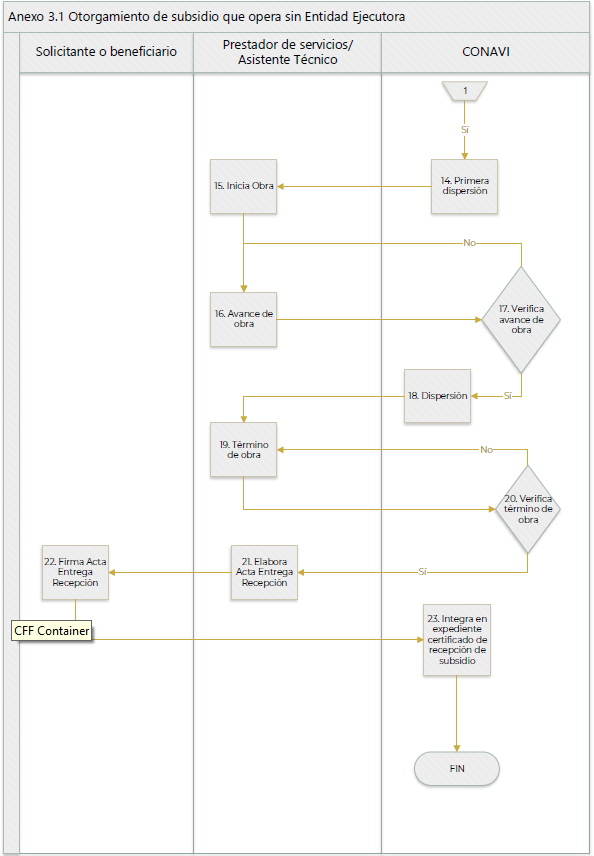 Anexo 3.1 Otorgamiento de subsidio que opera sin Entidad Ejecutora
Solicitante o beneficiario
Prestador de servicios/
Asistente Técnico
CONAVI
1
Sí
14. Primera
dispersión
15. Inicia Obra
No
16. Avance de
obra
17. Verifica
avance de
obra
18. Dispersión
Sí
19. Término
de obra
No
20. Verifica
término de
obra
22. Firma Acta
Entrega
Recepción
21. Elabora
Acta Entrega
Recepción
Sí
CFF Container
23. Integra en
expediente
certificado de
recepción de
subsidio
FIN